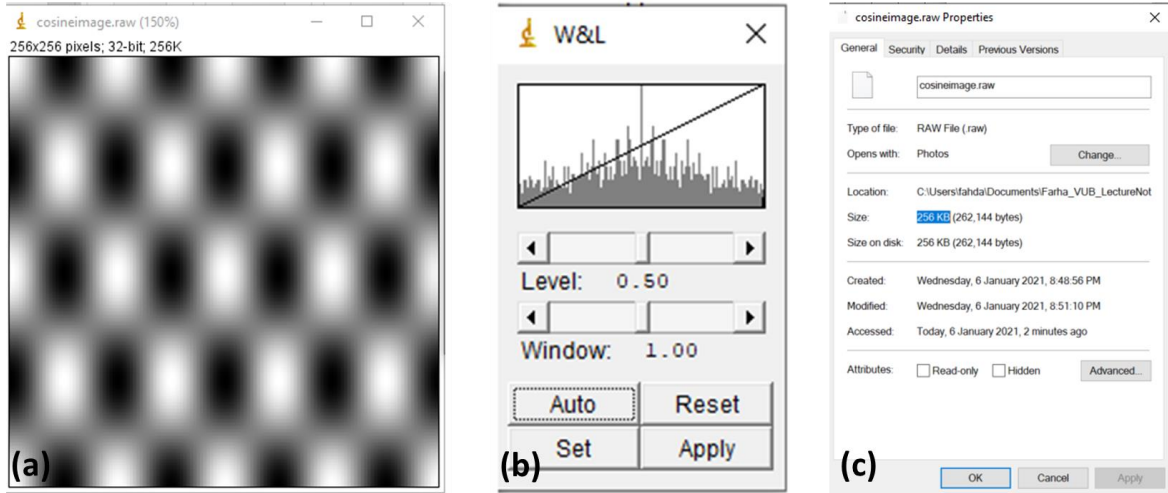 cosineimage.raw (150%)
256x256 pixels; 32-bit; 256K
(a)
W&L
Level: 0.50
Window: 1.00
Auto Reset
Set Apply
(b)
cosineimage.raw Properties
General Security Details Previous Versions
cosineimage.raw
Type of file: RAW File (.raw)
Opens with: Photos Change...
Location: C:\Users\fahda\Documents\Farha_VUB_LectureNot
Size: 256 KB (262,144 bytes)
Size on disk: 256 KB (262,144 bytes)
Created: Wednesday, 6 January 2021, 8:48:56 PM
Modified: Wednesday, 6 January 2021, 8:51:10 PM
Accessed: Today, 6 January 2021, 2 minutes ago
Attributes: Read-only Hidden Advanced...
(c)
OK Cancel Apply